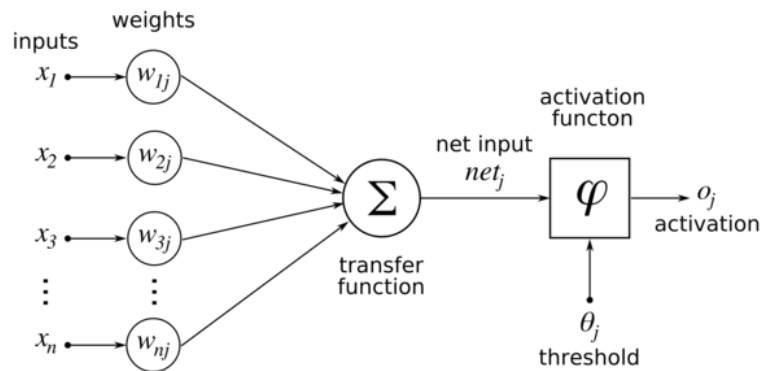 inputs
weights
x1
w1j
x2
w2j
x3
w3j
xn
wnj
Σ
transfer
function
net input
netj
activation
functon
φ
oj
activation
θj
threshold